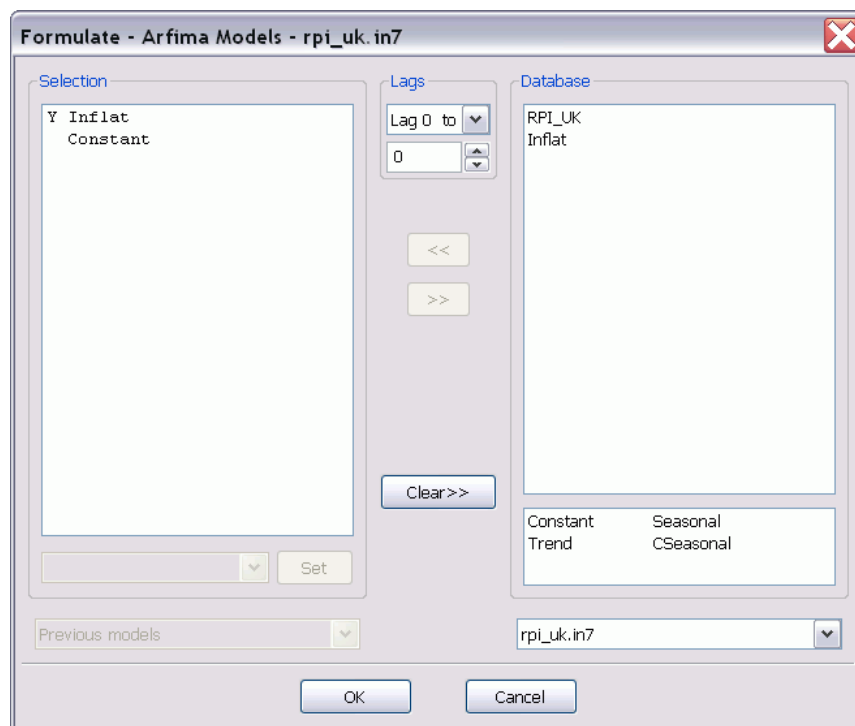 Formulate - Arfima Models - rpi_uk.in7
Selection
Y Inflat
Constant
Set
Previous models
Lags
Lag 0 to
0
<<
>>
Clear>>
Database
RPI_UK
Inflat
Constant Seasonal
Trend CSeasonal
rpi_uk.in7
OK Cancel